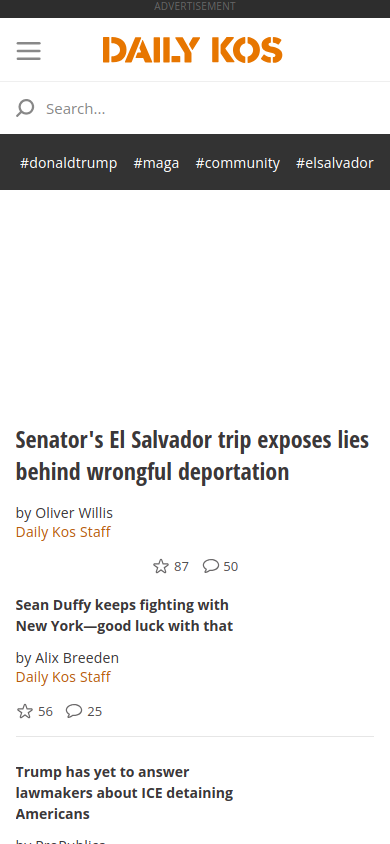 ADVERTISEMENT
DAILY KOS
Search...
#donaldtrump #maga #community #elsalvador
Senator's El Salvador trip exposes lies
behind wrongful deportation
by Oliver Willis
Daily Kos Staff
87 50
Sean Duffy keeps fighting with
New York—good luck with that
by Alix Breeden
Daily Kos Staff
56 25
Trump has yet to answer
lawmakers about ICE detaining
Americans
by ProPublica